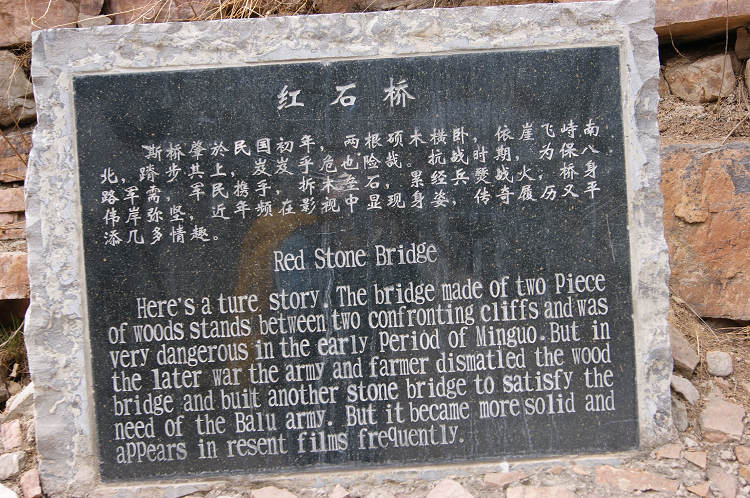 红石桥
斯桥肇於民国初年，两根硕木横卧，依崖飞峙南
北，踏步其上，岌岌乎危也险哉。抗战时期，为保八
路军需，军民携手，拆木垒石，累经兵燹战火，桥身
伟岸弥坚，近年频在影视中显现身姿，传奇履历又平
添几多情趣。
Red Stone Bridge
Here's a ture story. The bridge made of two Piece
of woods stands between two confronting cliffs and was
very dangerous in the early Period of Minguo. But in
the later war the army and farmer dismatled the wood
bridge and buit another stone bridge to satisfy the
need of the Balu army. But it became more solid and
appears in resent films frequently.